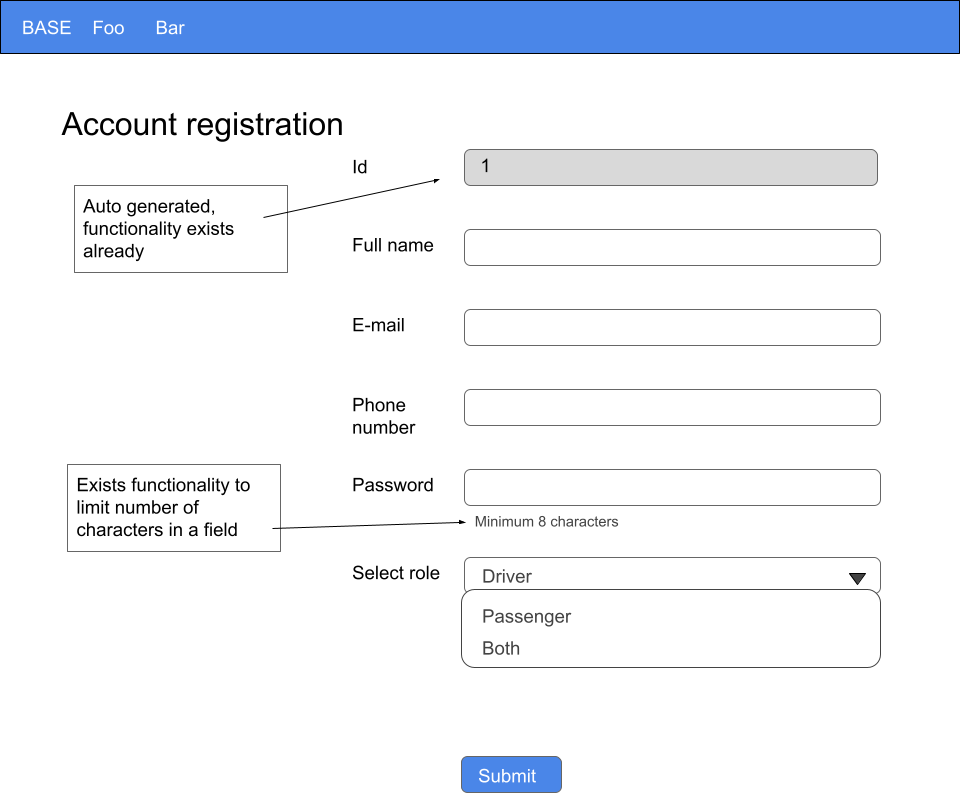 BASE Foo Bar
Account registration
Id
1
Auto generated,
functionality exists
already
Full name
E-mail
Phone
number
Exists functionality to
limit number of
characters in a field
Password
Minimum 8 characters
Select role
Driver
Passenger
Both
Submit